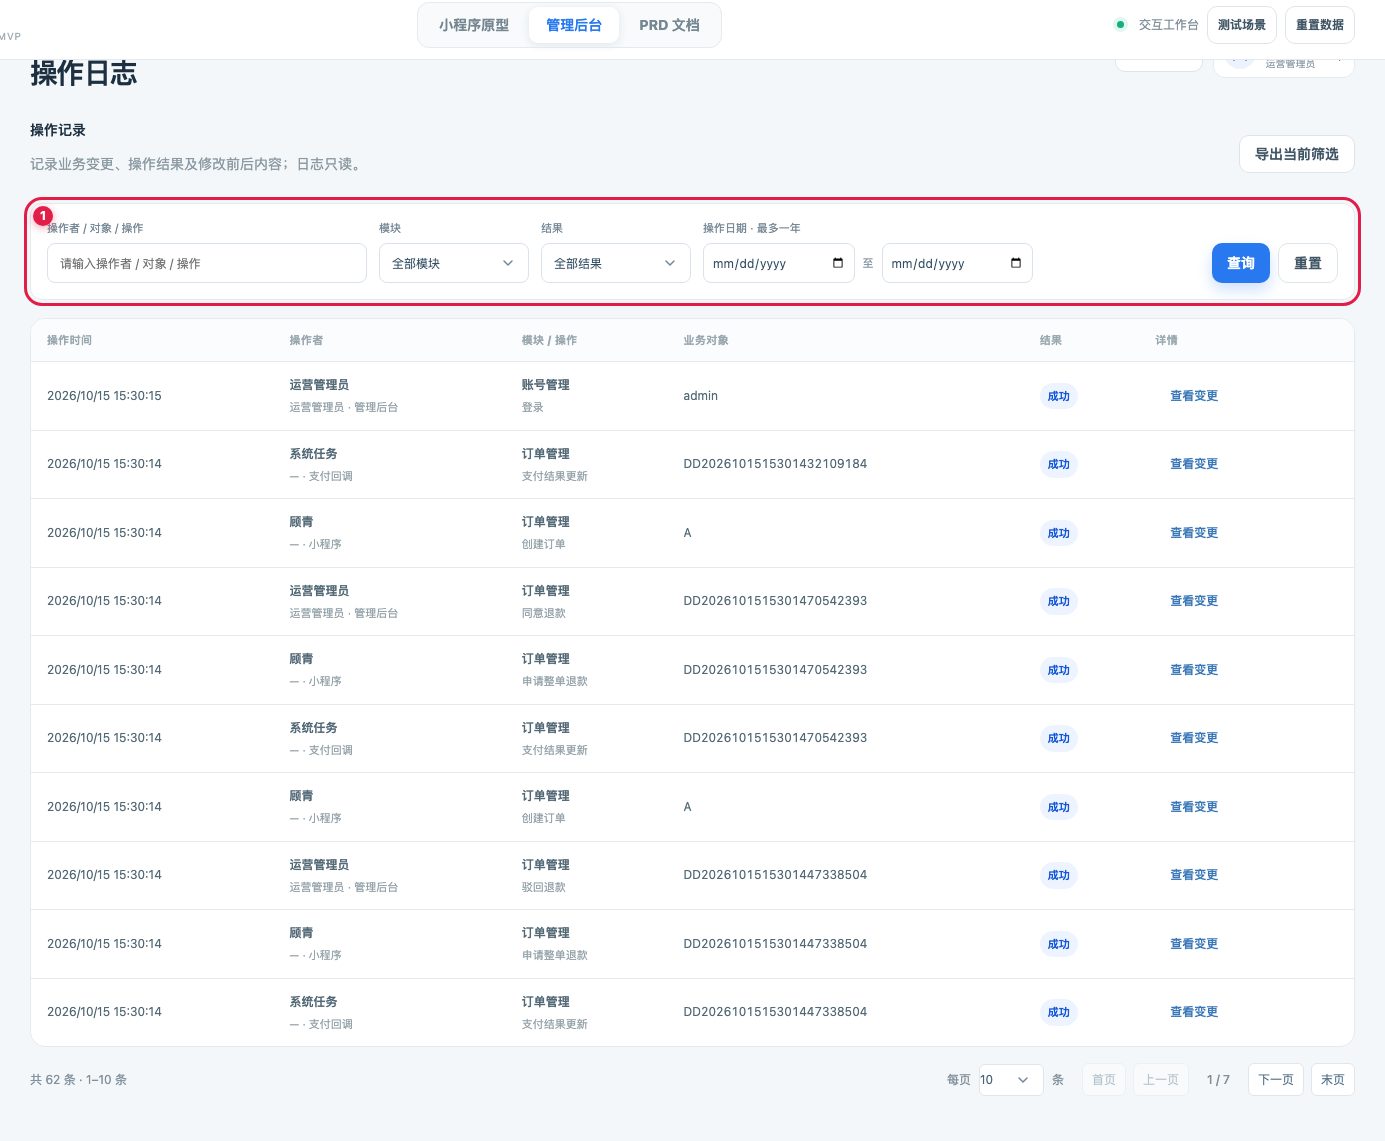 MVP
小程序原型 管理后台 PRD 文档
交互工作台 测试场景 重置数据
操作日志
运营管理员
操作记录
记录业务变更、操作结果及修改前后内容；日志只读。
导出当前筛选
1
操作者 / 对象 / 操作 模块 结果 操作日期 · 最多一年
请输入操作者 / 对象 / 操作 全部模块 全部结果 mm/dd/yyyy 至 mm/dd/yyyy 查询 重置
操作时间 操作者 模块 / 操作 业务对象 结果 详情
2026/10/15 15:30:15 运营管理员 账号管理 admin 成功 查看变更
运营管理员 · 管理后台 登录
2026/10/15 15:30:14 系统任务 订单管理 DD2026101515301432109184 成功 查看变更
— · 支付回调 支付结果更新
2026/10/15 15:30:14 顾青 订单管理 A 成功 查看变更
— · 小程序 创建订单
2026/10/15 15:30:14 运营管理员 订单管理 DD2026101515301470542393 成功 查看变更
运营管理员 · 管理后台 同意退款
2026/10/15 15:30:14 顾青 订单管理 DD2026101515301470542393 成功 查看变更
— · 小程序 申请整单退款
2026/10/15 15:30:14 系统任务 订单管理 DD2026101515301470542393 成功 查看变更
— · 支付回调 支付结果更新
2026/10/15 15:30:14 顾青 订单管理 A 成功 查看变更
— · 小程序 创建订单
2026/10/15 15:30:14 运营管理员 订单管理 DD2026101515301447338504 成功 查看变更
运营管理员 · 管理后台 驳回退款
2026/10/15 15:30:14 顾青 订单管理 DD2026101515301447338504 成功 查看变更
— · 小程序 申请整单退款
2026/10/15 15:30:14 系统任务 订单管理 DD2026101515301447338504 成功 查看变更
— · 支付回调 支付结果更新
共 62 条 · 1–10 条 每页 10 条 首页 上一页 1 / 7 下一页 末页